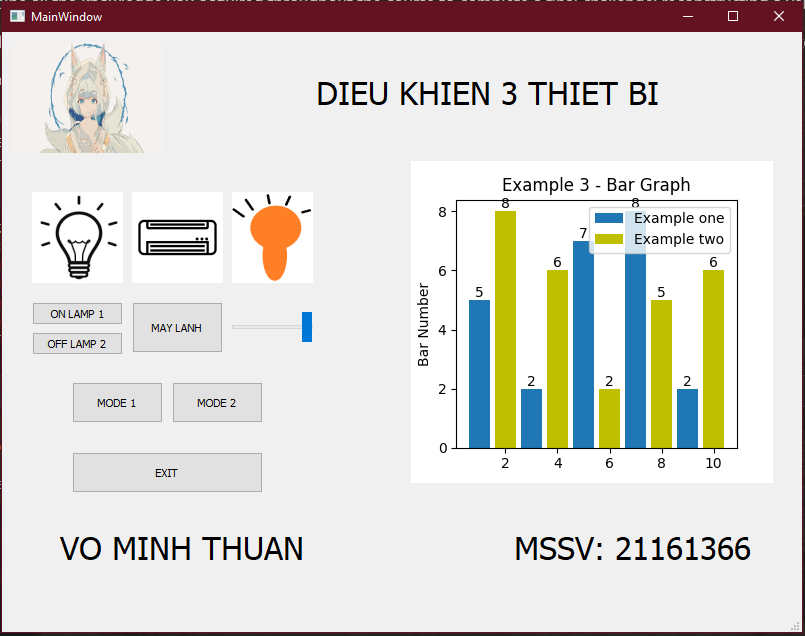 MainWindow
DIEU KHIEN 3 THIET BI
ON LAMP 1
OFF LAMP 2
MAY LANH
MODE 1
MODE 2
EXIT
Example 3 - Bar Graph
Example one
Example two
Bar Number
8
6
4
2
0
5
8
2
6
7
2
8
5
2
6
2
4
6
8
10
VO MINH THUAN
MSSV: 21161366